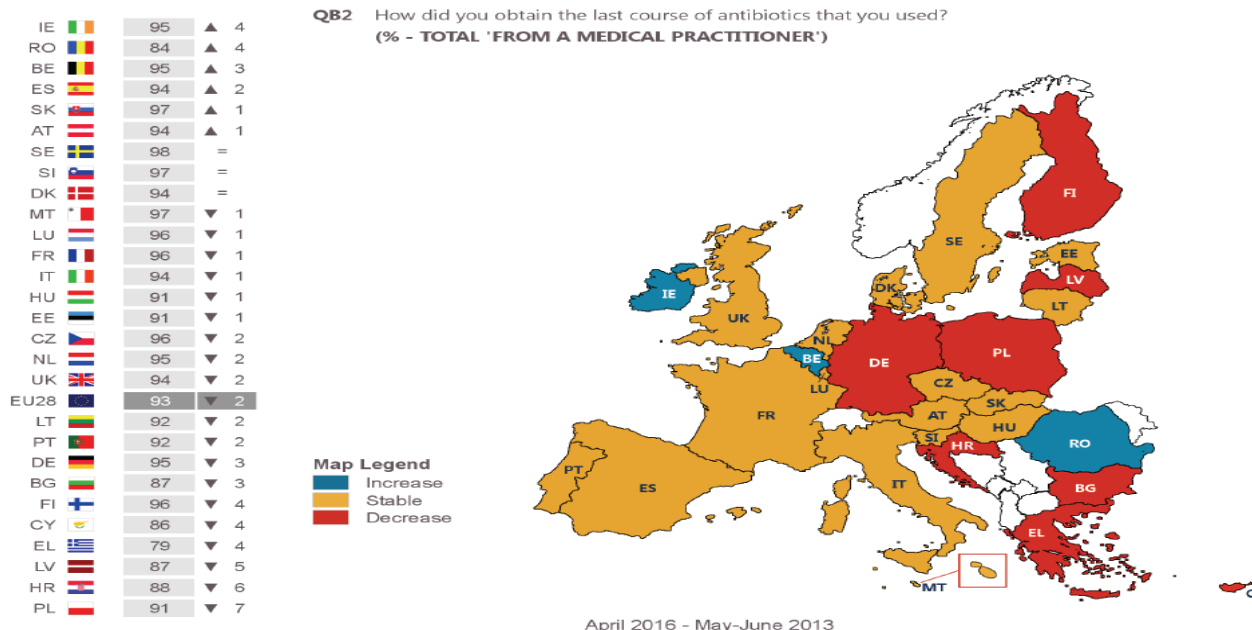 QB2 How did you obtain the last course of antibiotics that you used?
(% - TOTAL 'FROM A MEDICAL PRACTITIONER')
IE 95 ▲ 4
RO 84 ▲ 4
BE 95 ▲ 3
ES 94 ▲ 2
SK 97 ▲ 1
AT 94 ▲ 1
SE 98 =
SI 97 =
DK 94 =
MT 97 ▼ 1
LU 96 ▼ 1
FR 96 ▼ 1
IT 94 ▼ 1
HU 91 ▼ 1
EE 91 ▼ 1
CZ 96 ▼ 2
NL 95 ▼ 2
UK 94 ▼ 2
EU28 93 ▼ 2
LT 92 ▼ 2
PT 92 ▼ 2
DE 95 ▼ 3
BG 87 ▼ 3
FI 96 ▼ 4
CY 86 ▼ 4
EL 79 ▼ 4
LV 87 ▼ 5
HR 88 ▼ 6
PL 91 ▼ 7
FI
SE
EE
LV
LT
DK
IE
UK
NL
BE
DE
PL
LU
CZ
SK
FR
AT
HU
SI
HR
RO
PT
ES
IT
BG
EL
MT
Map Legend
Increase
Stable
Decrease
April 2016 - May-June 2013